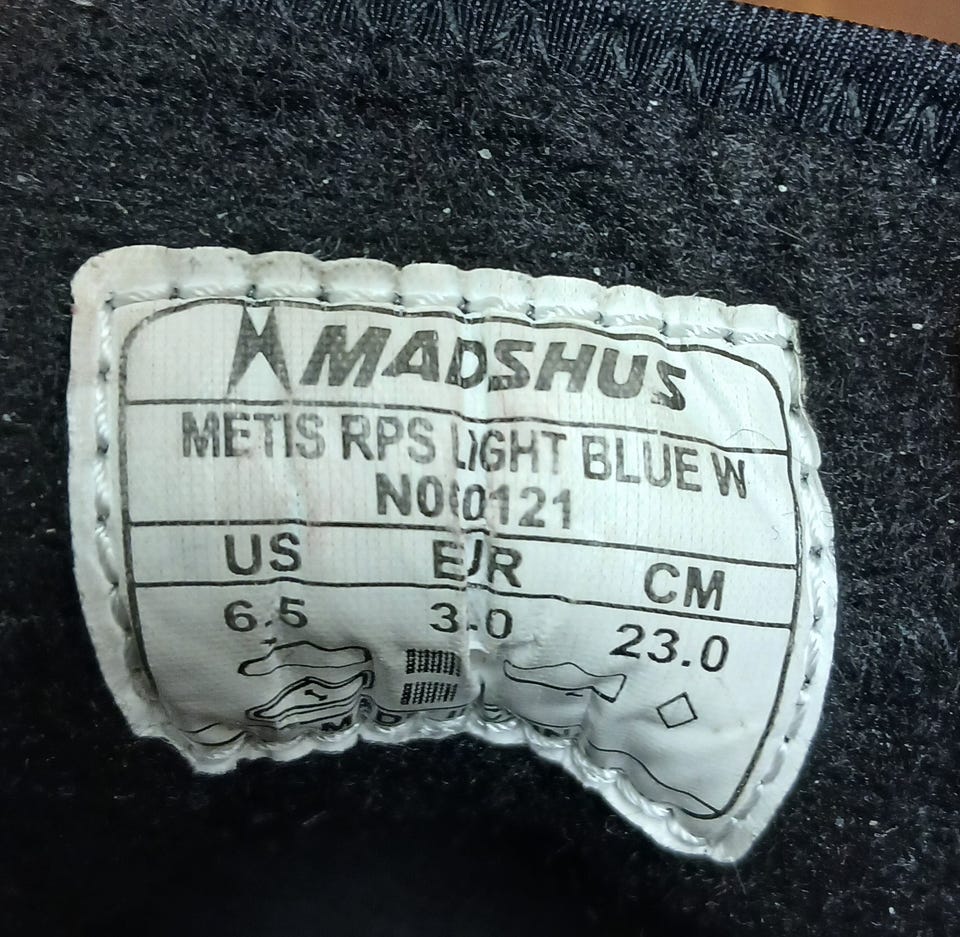 MADSHUS
METIS RPS LIGHT BLUE W
US EUR CM
6.5 23.0